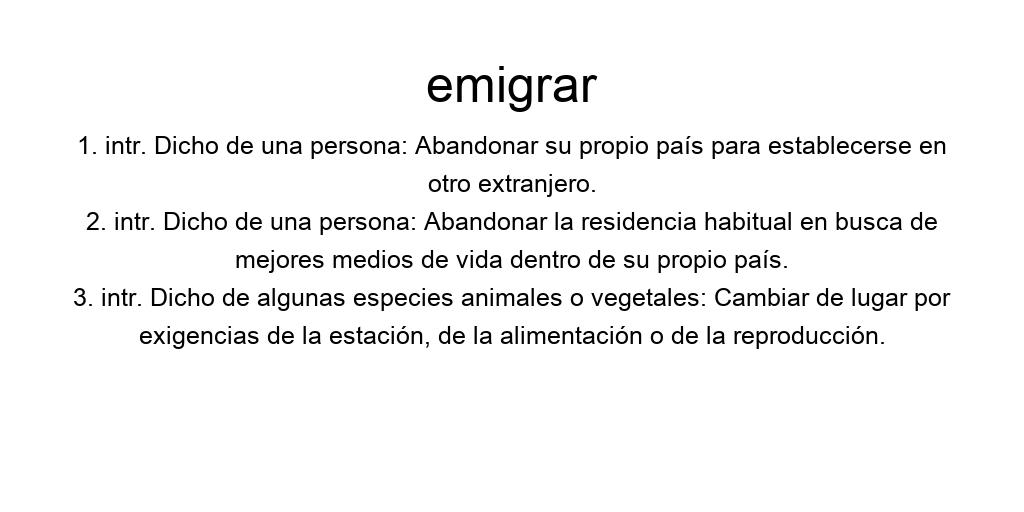 emigrar
1. intr. Dicho de una persona: Abandonar su propio país para establecerse en
otro extranjero.
2. intr. Dicho de una persona: Abandonar la residencia habitual en busca de
mejores medios de vida dentro de su propio país.
3. intr. Dicho de algunas especies animales o vegetales: Cambiar de lugar por
exigencias de la estación, de la alimentación o de la reproducción.